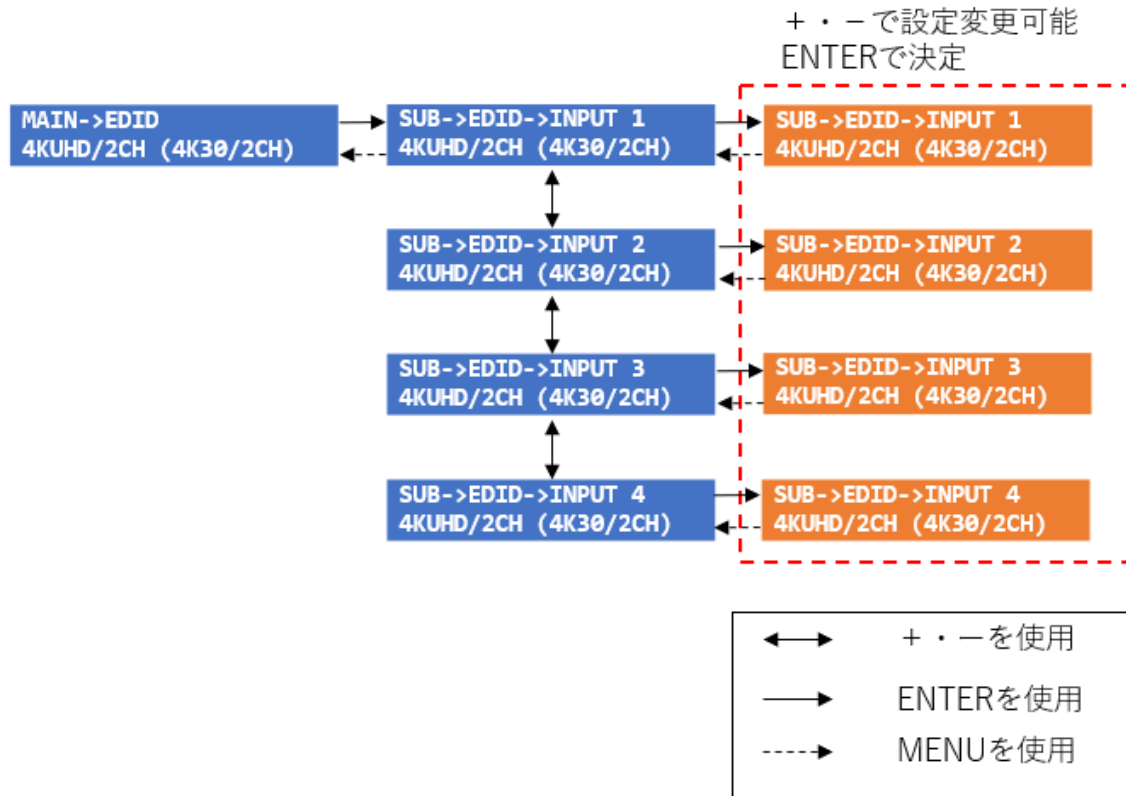 +・-で設定変更可能
ENTERで決定
MAIN->EDID
4KUHD/2CH (4K30/2CH)
SUB->EDID->INPUT 1
4KUHD/2CH (4K30/2CH)
SUB->EDID->INPUT 1
4KUHD/2CH (4K30/2CH)
SUB->EDID->INPUT 2
4KUHD/2CH (4K30/2CH)
SUB->EDID->INPUT 2
4KUHD/2CH (4K30/2CH)
SUB->EDID->INPUT 3
4KUHD/2CH (4K30/2CH)
SUB->EDID->INPUT 3
4KUHD/2CH (4K30/2CH)
SUB->EDID->INPUT 4
4KUHD/2CH (4K30/2CH)
SUB->EDID->INPUT 4
4KUHD/2CH (4K30/2CH)
+・-を使用
ENTERを使用
MENUを使用